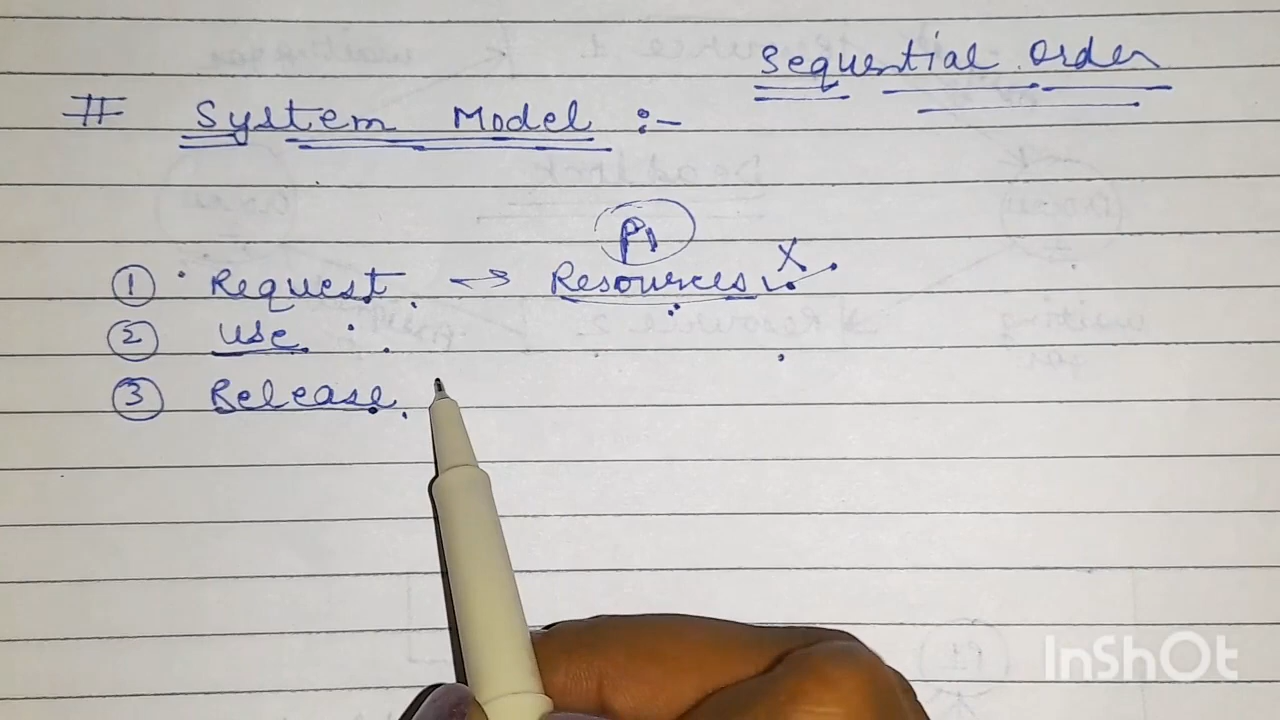 Sequential Order
# System Model :-
P1
① Request → Resources X
② Use :
③ Release.
InShOt